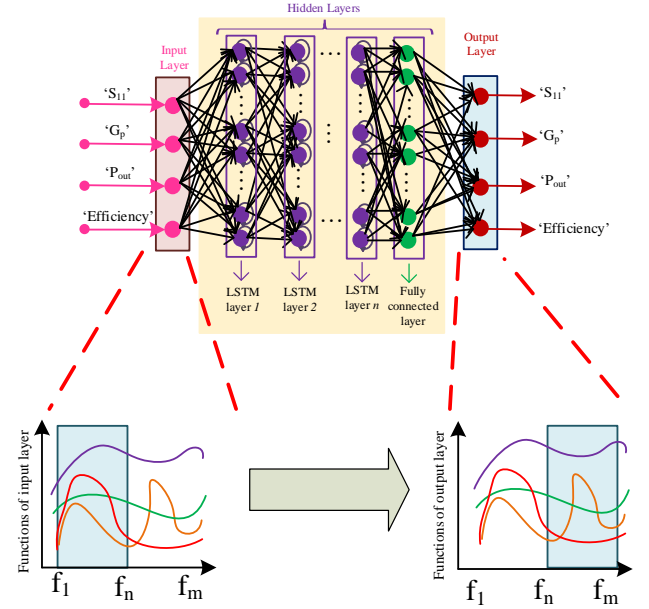 Hidden Layers
Input
Layer
Output
Layer
‘S11’
‘Gp’
‘Pout’
‘Efficiency’
‘S11’
‘Gp’
‘Pout’
‘Efficiency’
LSTM
layer 1
LSTM
layer 2
LSTM
layer n
Fully
connected
layer
Functions of input layer
f1
fn
fm
Functions of output layer
f1
fn
fm